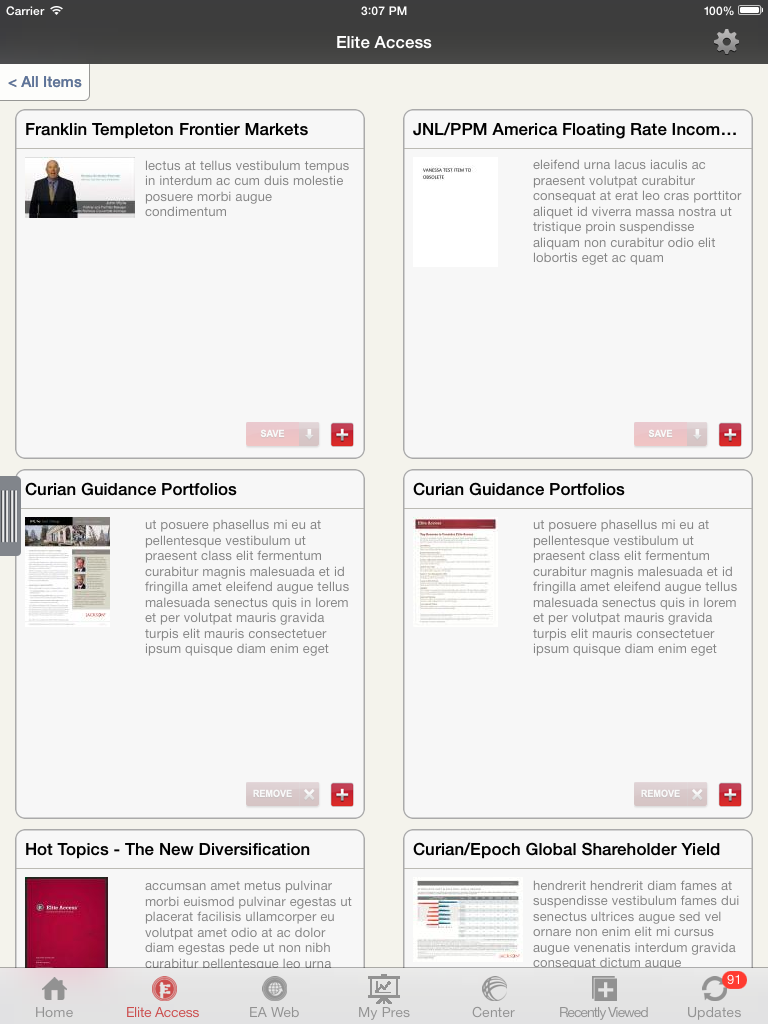 Carrier
3:07 PM
100%
Elite Access
< All Items
Franklin Templeton Frontier Markets
lectus at tellus vestibulum tempus
in interdum ac cum duis molestie
posuere morbi augue
condimentum
SAVE
JNL/PPM America Floating Rate Incom...
VANESSA TEST ITEM TO
OBSOLETE
eleifend urna lacus iaculis ac
praesent volutpat curabitur
consequat at erat leo cras porttitor
aliquet id viverra massa nostra ut
tristique proin suspendisse
aliquam non curabitur odio elit
lobortis eget ac quam
SAVE
Curian Guidance Portfolios
ut posuere phasellus mi eu at
pellentesque vestibulum ut
praesent class elit fermentum
curabitur magnis malesuada et id
fringilla amet eleifend augue tellus
malesuada senectus quis in lorem
et per volutpat mauris gravida
turpis elit mauris consectetuer
ipsum quisque diam enim eget
JACKSON
REMOVE
Curian Guidance Portfolios
Elite Access
ut posuere phasellus mi eu at
pellentesque vestibulum ut
praesent class elit fermentum
curabitur magnis malesuada et id
fringilla amet eleifend augue tellus
malesuada senectus quis in lorem
et per volutpat mauris gravida
turpis elit mauris consectetuer
ipsum quisque diam enim eget
REMOVE
Hot Topics - The New Diversification
Elite Access
accumsan amet metus pulvinar
morbi euismod pulvinar egestas ut
placerat facilisis ullamcorper eu
volutpat amet odio at ac dolor
diam egestas pede ut non nibh
curabitur pellentesque leo urna
Curian/Epoch Global Shareholder Yield
JACKSON
hendrerit hendrerit diam fames at
suspendisse vestibulum fames dui
senectus ultrices augue sed vel
ornare non enim elit mi cursus
augue venenatis interdum gravida
consequat dictum augue
Home
Elite Access
EA Web
My Pres
Center
Recently Viewed
91
Updates